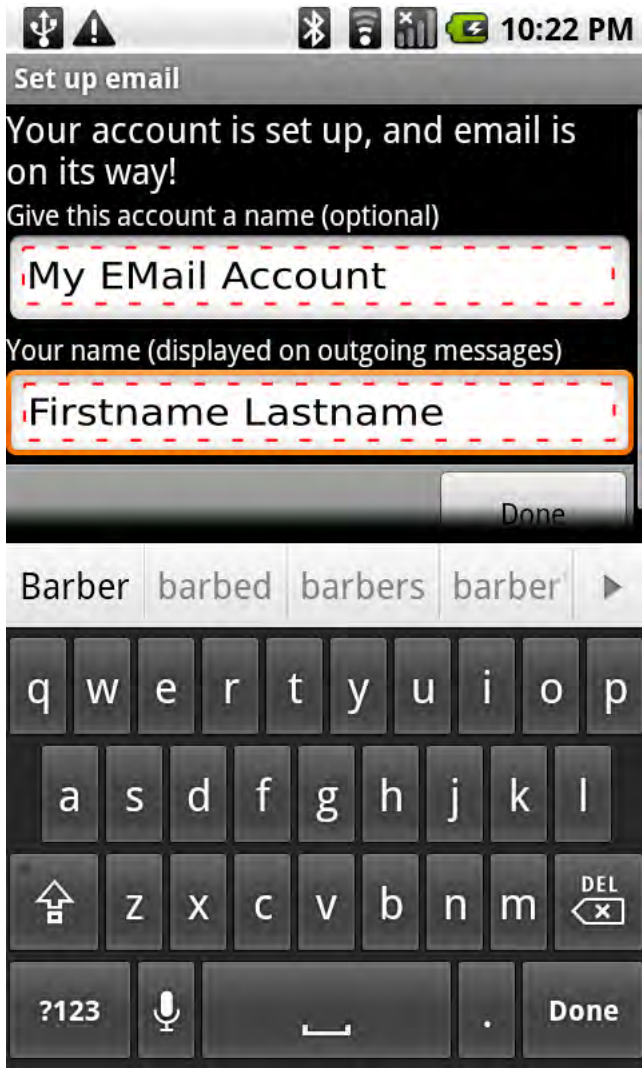 10:22 PM
Set up email
Your account is set up, and email is
on its way!
Give this account a name (optional)
My EMail Account
Your name (displayed on outgoing messages)
Firstname Lastname
Done
Barber barbed barbers barber'
q w e r t y u i o p
a s d f g h j k l
z x c v b n m DEL
?123 . Done